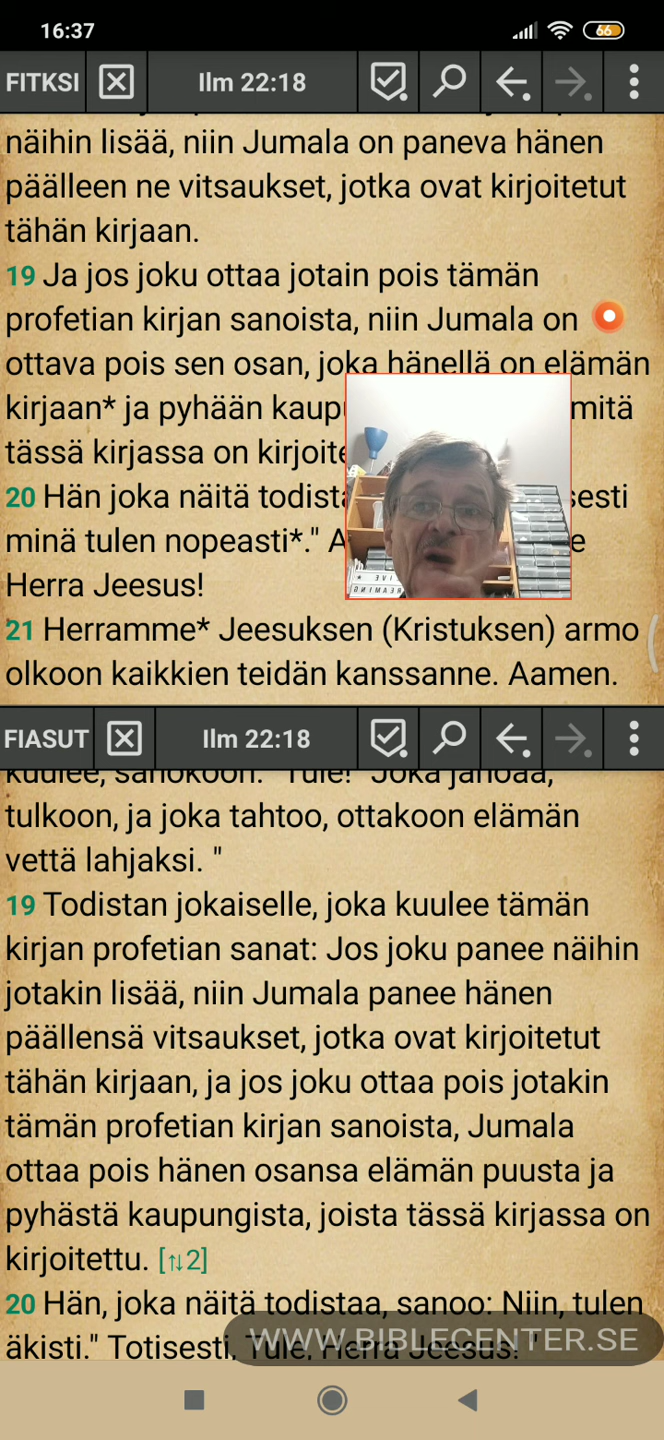 16:37
66
FITKSI
Ilm 22:18
näihin lisää, niin Jumala on paneva hänen
päälleen ne vitsaukset, jotka ovat kirjoitetut
tähän kirjaan.
19 Ja jos joku ottaa jotain pois tämän
profetian kirjan sanoista, niin Jumala on
ottava pois sen osan, joka hänellä on elämän
kirjaan* ja pyhään kaup mitä
tässä kirjassa on kirjoite
20 Hän joka näitä todista sesti
minä tulen nopeasti*." A e
Herra Jeesus!
21 Herramme* Jeesuksen (Kristuksen) armo
olkoon kaikkien teidän kanssanne. Aamen.
FIASUT
Ilm 22:18
kuulee, sanokoon: "Tule!" Joka janoaa,
tulkoon, ja joka tahtoo, ottakoon elämän
vettä lahjaksi. "
19 Todistan jokaiselle, joka kuulee tämän
kirjan profetian sanat: Jos joku panee näihin
jotakin lisää, niin Jumala panee hänen
päällensä vitsaukset, jotka ovat kirjoitetut
tähän kirjaan, ja jos joku ottaa pois jotakin
tämän profetian kirjan sanoista, Jumala
ottaa pois hänen osansa elämän puusta ja
pyhästä kaupungista, joista tässä kirjassa on
kirjoitettu. [⇅2]
20 Hän, joka näitä todistaa, sanoo: Niin, tulen
äkisti." Totisesti, Tule, Herra Jeesus! "
WWW.BIBLECENTER.SE